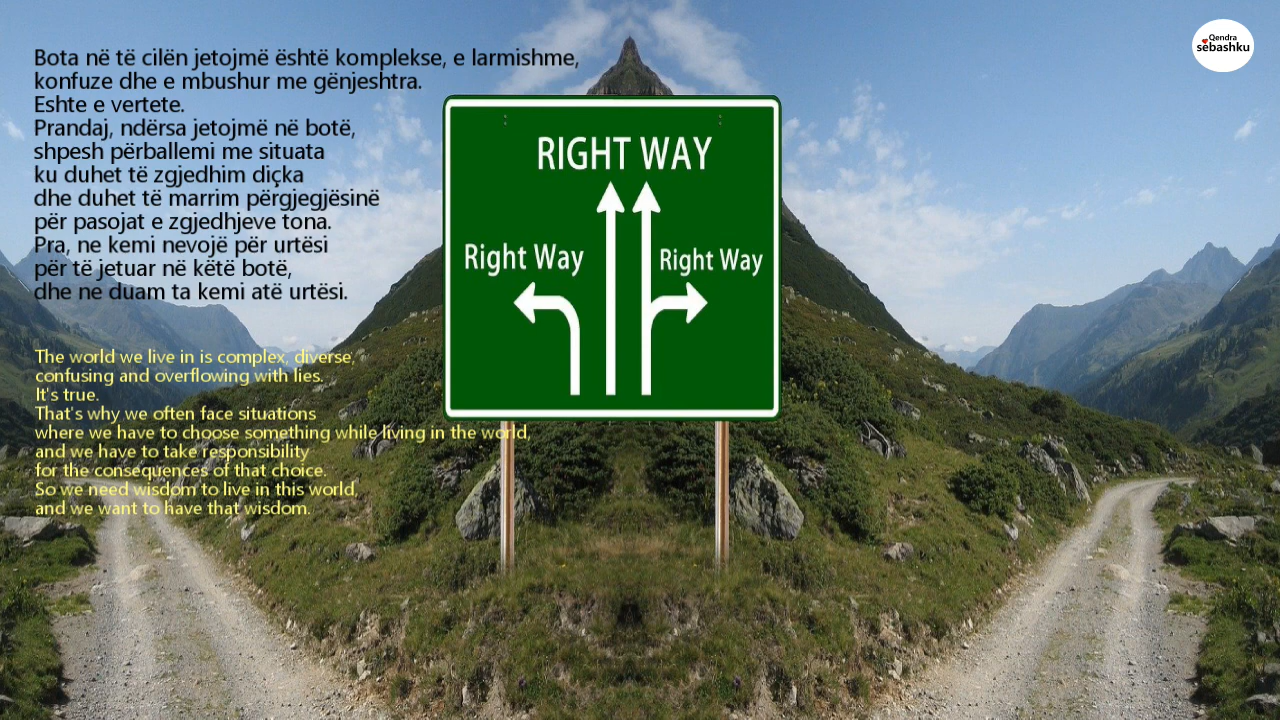 Bota në të cilën jetojmë është komplekse, e larmishme,
konfuze dhe e mbushur me gënjeshtra.
Eshte e vertete.
Prandaj, ndërsa jetojmë në botë,
shpesh përballemi me situata
ku duhet të zgjedhim diçka
dhe duhet të marrim përgjegjësinë
për pasojat e zgjedhjeve tona.
Pra, ne kemi nevojë për urtësi
për të jetuar në këtë botë,
dhe ne duam ta kemi atë urtësi.
The world we live in is complex, diverse,
confusing and overflowing with lies.
It's true.
That's why we often face situations
where we have to choose something while living in the world,
and we have to take responsibility
for the consequences of that choice.
So we need wisdom to live in this world,
and we want to have that wisdom.
RIGHT WAY
Right Way
Right Way
Qendra
sebashku